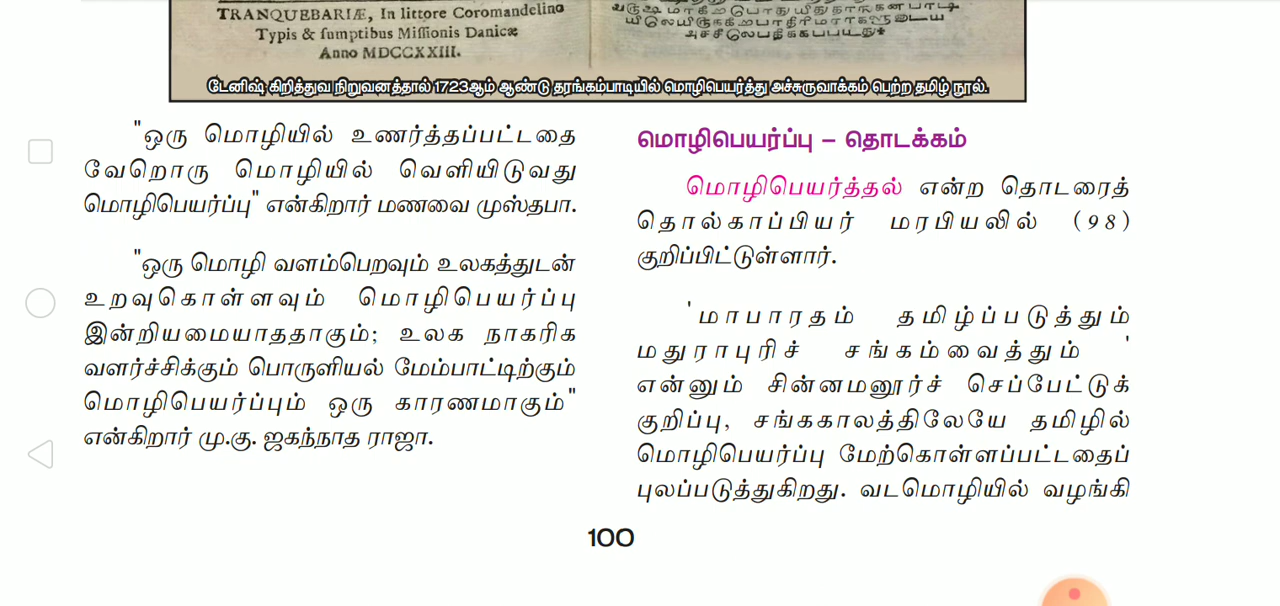 TRANQUEBARIÆ, In littore Coromandelino
Typis & sumptibus Missionis Danicæ
Anno MDCCXXIII.
டேனிஷ் கிறித்துவ நிறுவனத்தால் 1723ஆம் ஆண்டு தரங்கம்பாடியில் மொழிபெயர்த்து அச்சுருவாக்கம் பெற்ற தமிழ் நூல்.
"ஒரு மொழியில் உணர்த்தப்பட்டதை
வேறொரு மொழியில் வெளியிடுவது
மொழிபெயர்ப்பு" என்கிறார் மணவை முஸ்தபா.
"ஒரு மொழி வளம்பெறவும் உலகத்துடன்
உறவுகொள்ளவும் மொழிபெயர்ப்பு
இன்றியமையாததாகும்; உலக நாகரிக
வளர்ச்சிக்கும் பொருளியல் மேம்பாட்டிற்கும்
மொழிபெயர்ப்பும் ஒரு காரணமாகும்"
என்கிறார் மு.கு. ஜகந்நாத ராஜா.
மொழிபெயர்ப்பு – தொடக்கம்
மொழிபெயர்த்தல் என்ற தொடரைத்
தொல்காப்பியர் மரபியலில் (98)
குறிப்பிட்டுள்ளார்.
'மாபாரதம் தமிழ்ப்படுத்தும்
மதுராபுரிச் சங்கம்வைத்தும் '
என்னும் சின்னமனூர்ச் செப்பேட்டுக்
குறிப்பு, சங்ககாலத்திலேயே தமிழில்
மொழிபெயர்ப்பு மேற்கொள்ளப்பட்டதைப்
புலப்படுத்துகிறது. வடமொழியில் வழங்கி
100